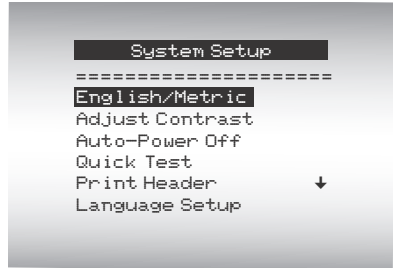 System Setup
=====================
English/Metric
Adjust Contrast
Auto-Power Off
Quick Test
Print Header ↓
Language Setup